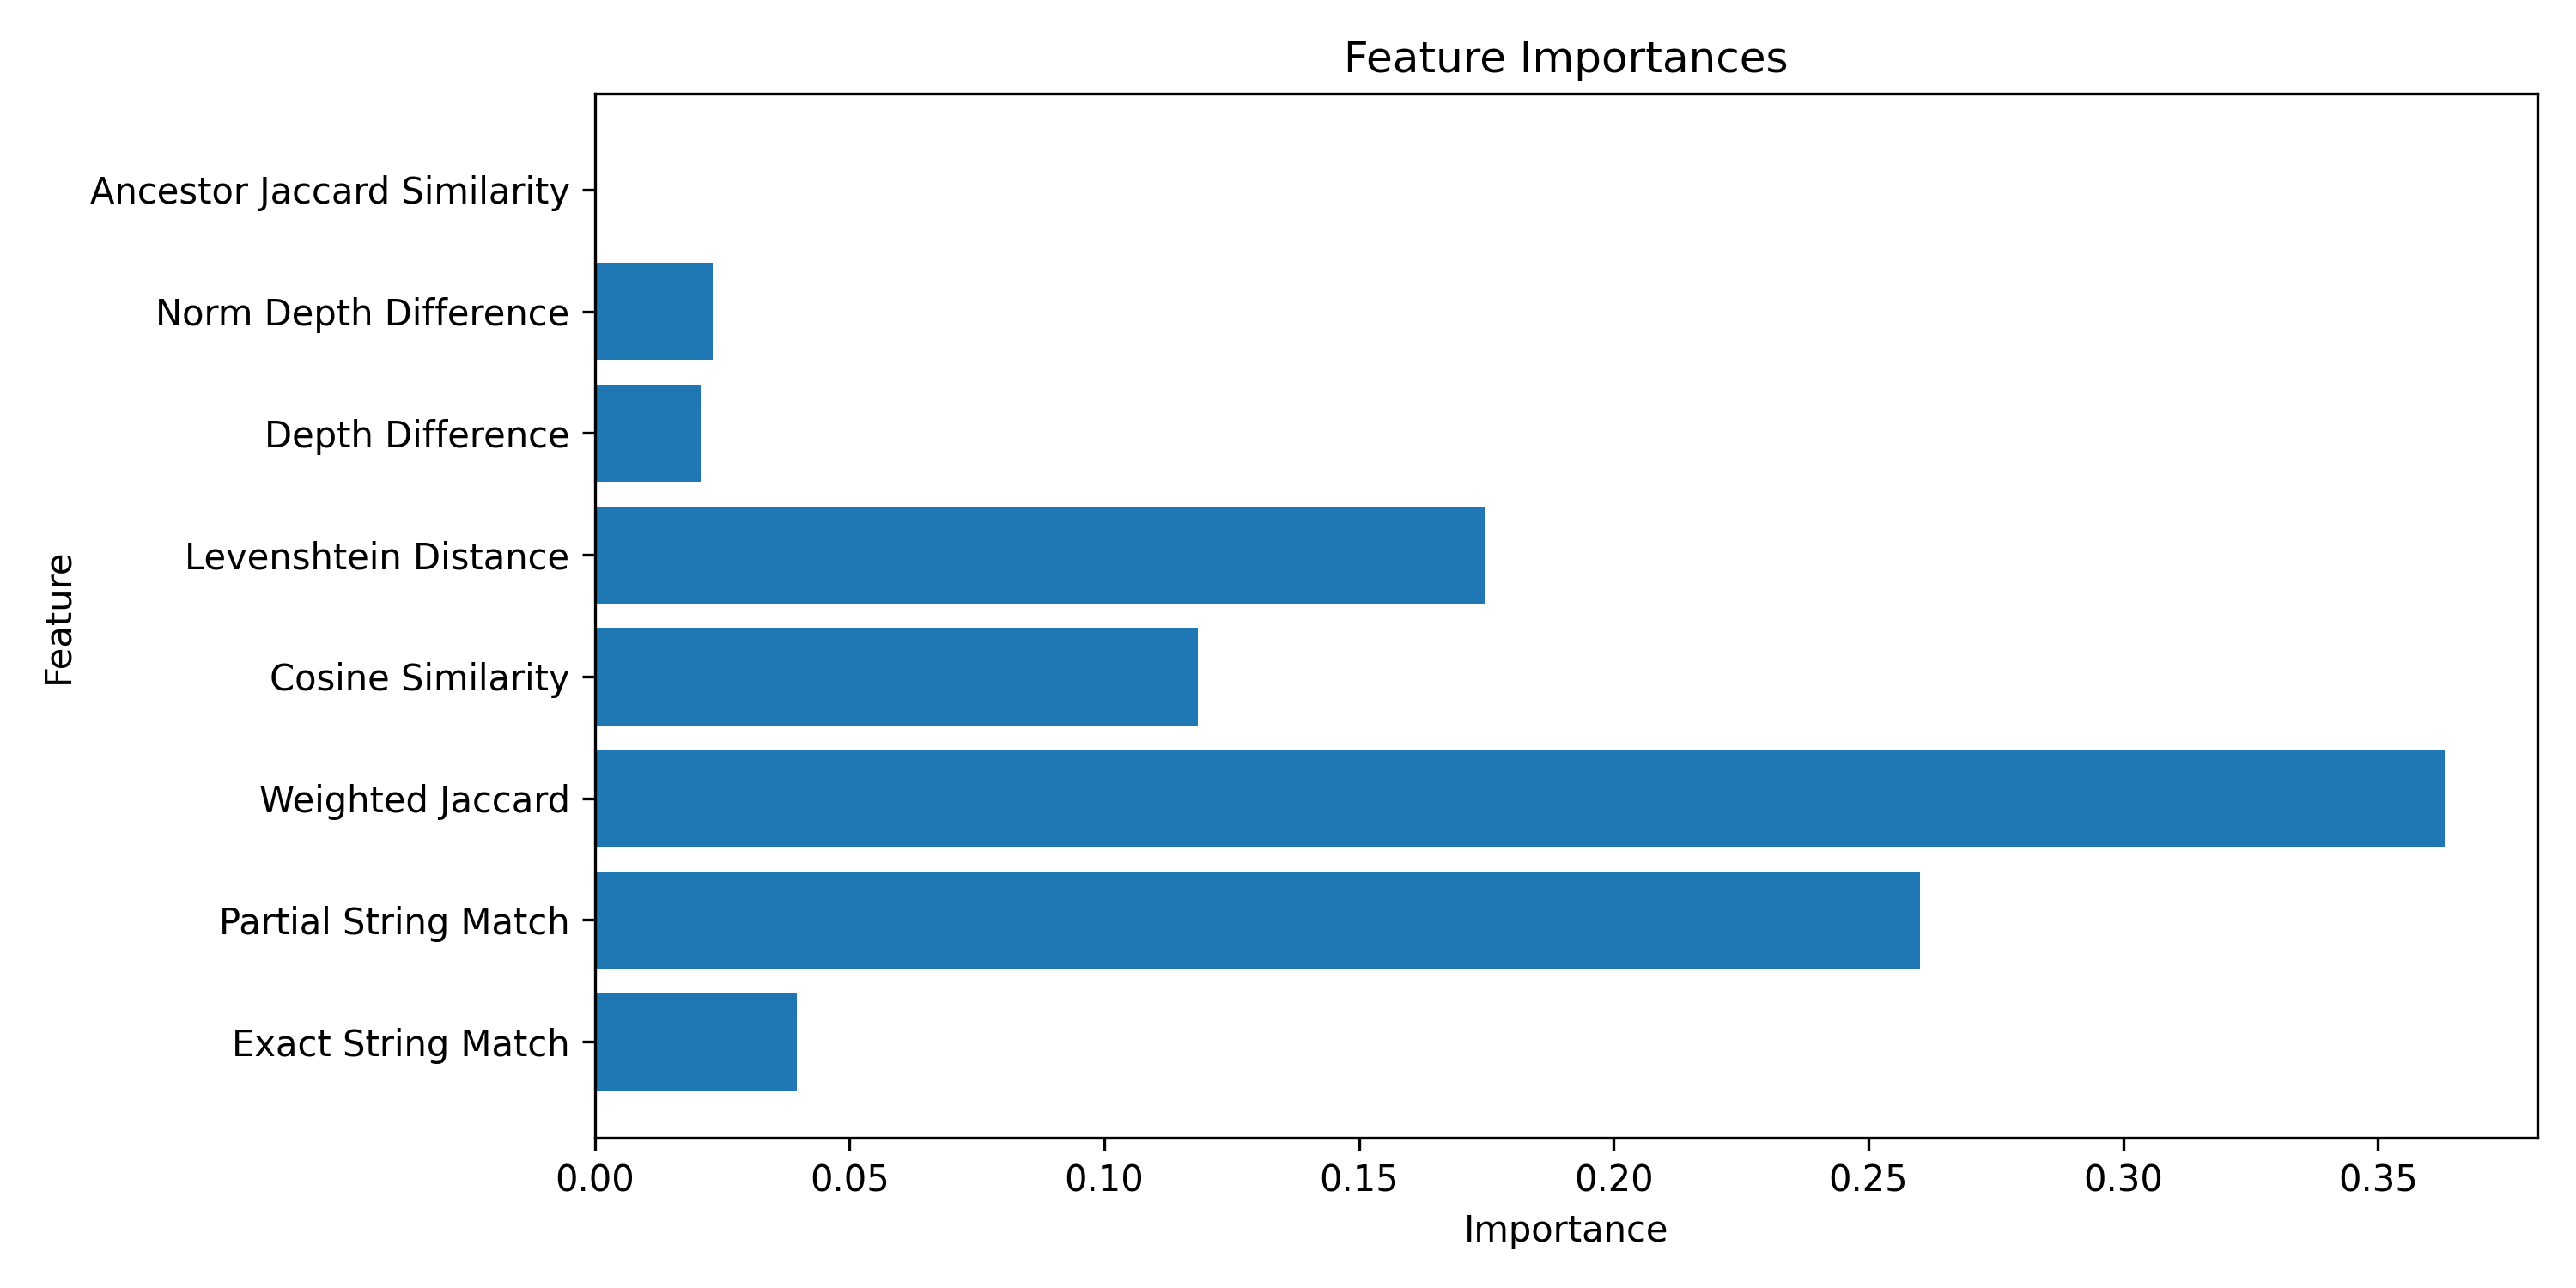 Feature Importances
Ancestor Jaccard Similarity
Norm Depth Difference
Depth Difference
Levenshtein Distance
Cosine Similarity
Weighted Jaccard
Partial String Match
Exact String Match
Feature
0.00 0.05 0.10 0.15 0.20 0.25 0.30 0.35
Importance